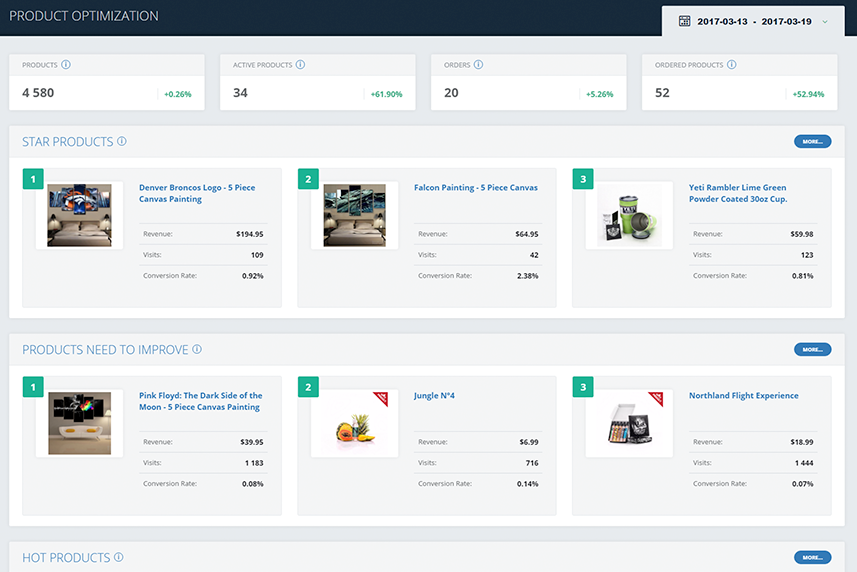 PRODUCT OPTIMIZATION
2017-03-13 - 2017-03-19
PRODUCTS
4 580
+0.26%
ACTIVE PRODUCTS
34
+61.90%
ORDERS
20
+5.26%
ORDERED PRODUCTS
52
+52.94%
STAR PRODUCTS
MORE...
1
Denver Broncos Logo - 5 Piece
Canvas Painting
Revenue: $194.95
Visits: 109
Conversion Rate: 0.92%
2
Falcon Painting - 5 Piece Canvas
Revenue: $64.95
Visits: 42
Conversion Rate: 2.38%
3
YETI
Yeti Rambler Lime Green
Powder Coated 30oz Cup.
Revenue: $59.98
Visits: 123
Conversion Rate: 0.81%
PRODUCTS NEED TO IMPROVE
MORE...
1
Pink Floyd: The Dark Side of the
Moon - 5 Piece Canvas Painting
Revenue: $39.95
Visits: 1 183
Conversion Rate: 0.08%
2
Jungle N°4
Revenue: $6.99
Visits: 716
Conversion Rate: 0.14%
3
Northland Flight Experience
Revenue: $18.99
Visits: 1 444
Conversion Rate: 0.07%
HOT PRODUCTS
MORE...